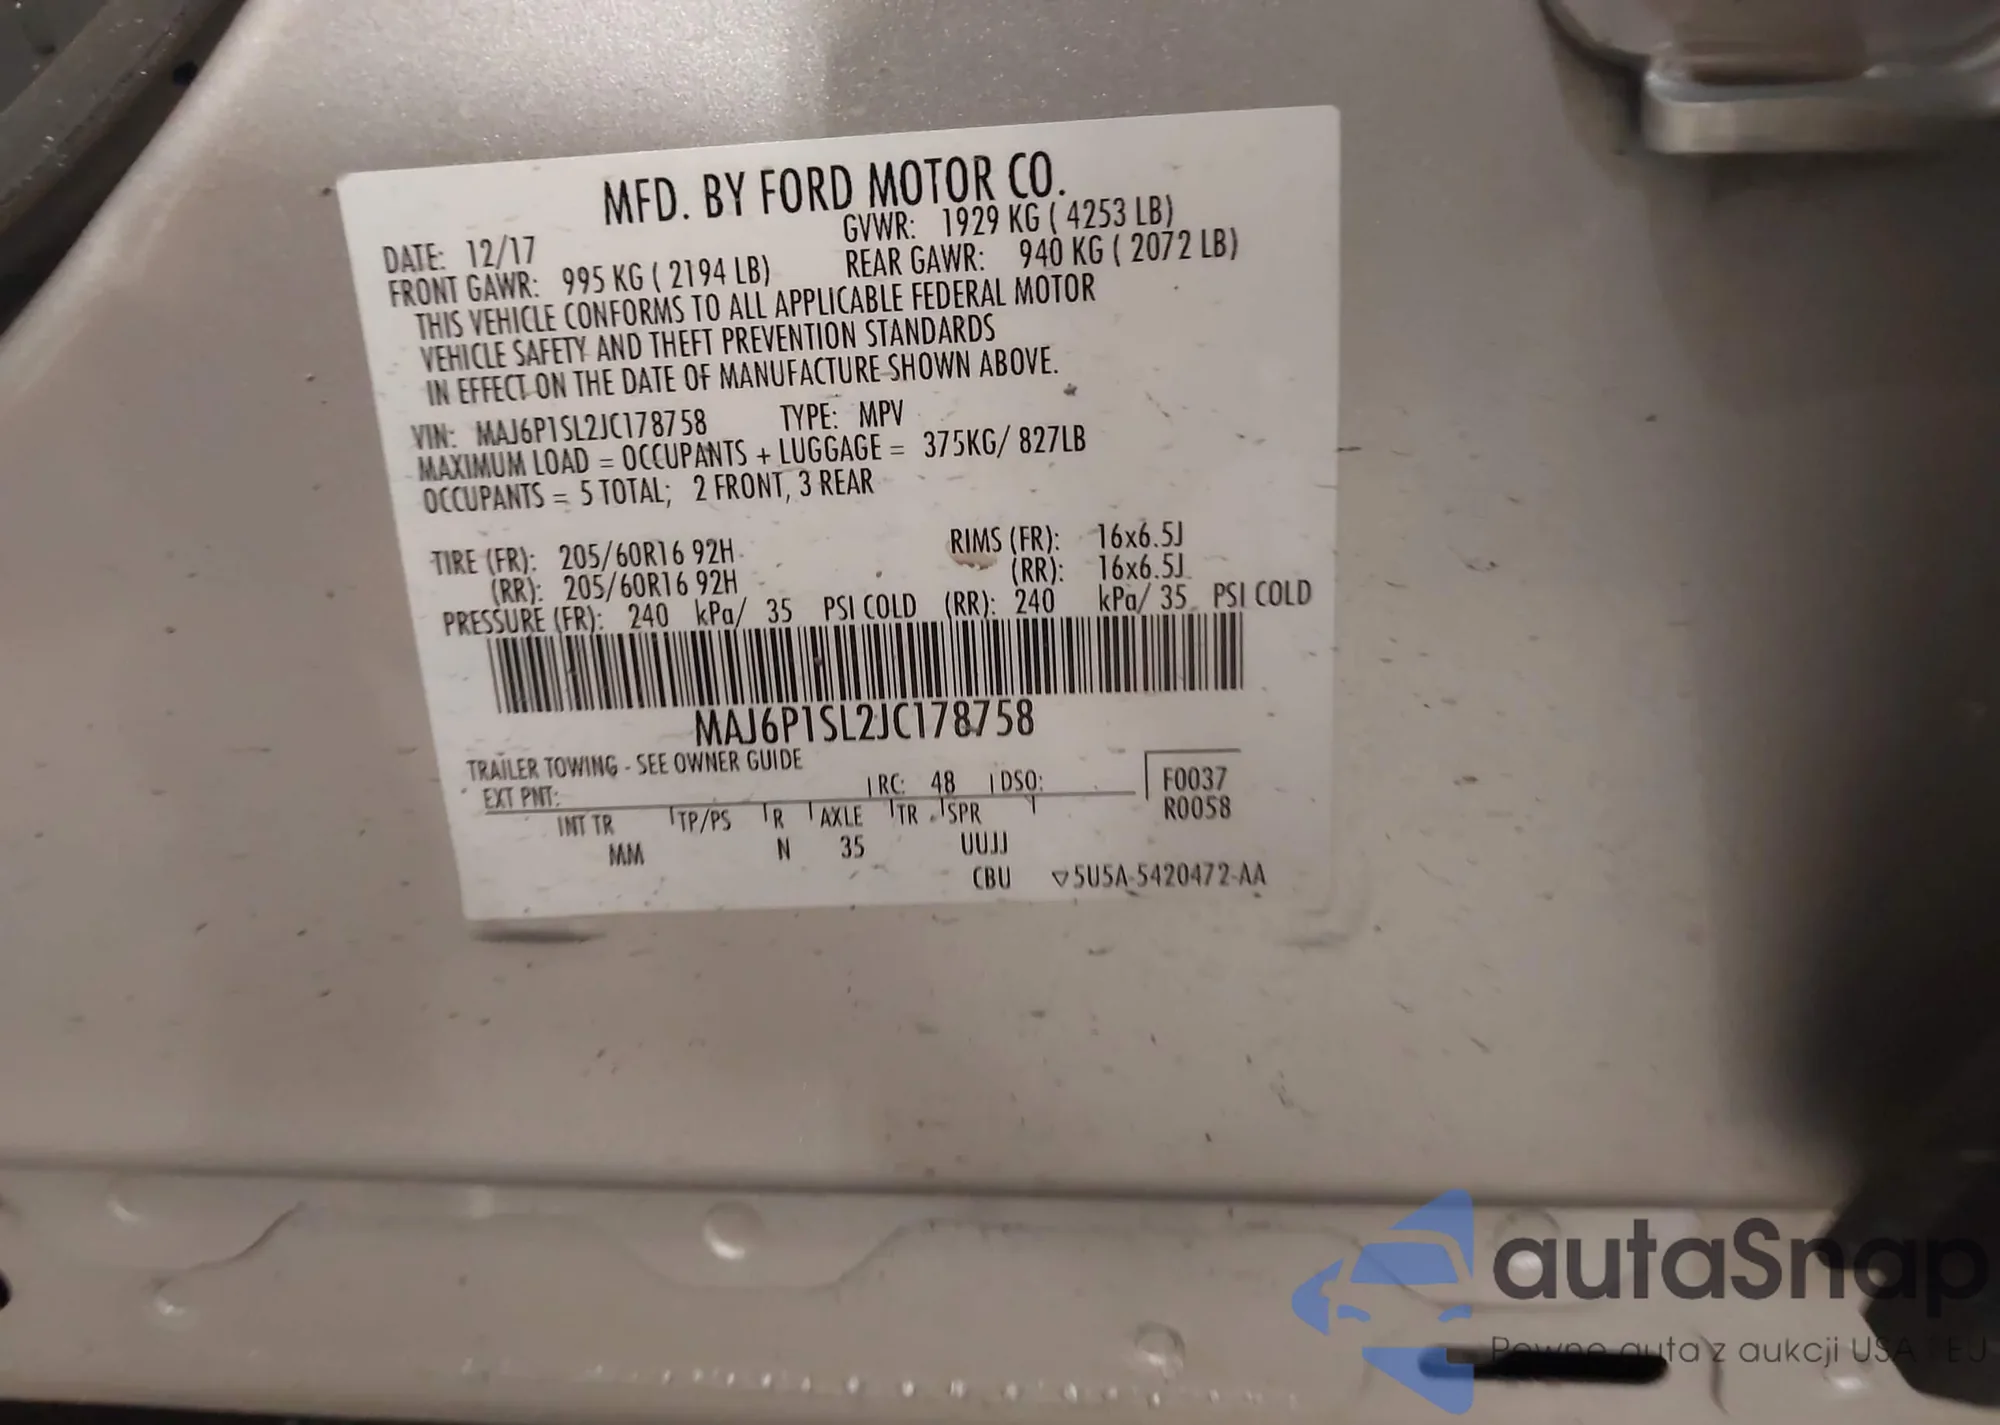 MFD. BY FORD MOTOR CO.
DATE: 12/17 GVWR: 1929 KG ( 4253 LB)
FRONT GAWR: 995 KG ( 2194 LB) REAR GAWR: 940 KG ( 2072 LB)
THIS VEHICLE CONFORMS TO ALL APPLICABLE FEDERAL MOTOR
VEHICLE SAFETY AND THEFT PREVENTION STANDARDS
IN EFFECT ON THE DATE OF MANUFACTURE SHOWN ABOVE.
VIN: MAJ6P1SL2JC178758 TYPE: MPV
MAXIMUM LOAD = OCCUPANTS + LUGGAGE = 375KG/ 827LB
OCCUPANTS = 5 TOTAL; 2 FRONT, 3 REAR
TIRE (FR): 205/60R16 92H RIMS (FR): 16x6.5J
(RR): 205/60R16 92H (RR): 16x6.5J
PRESSURE (FR): 240 kPa/ 35 PSI COLD (RR): 240 kPa/ 35 PSI COLD
MAJ6P1SL2JC178758
TRAILER TOWING - SEE OWNER GUIDE
EXT PNT: RC: 48 DSO: F0037
INT TR TP/PS R AXLE TR SPR R0058
MM N 35 UUJJ
CBU ▽5U5A-5420472-AA
autaSnap
Pewne auta z aukcji USA EU